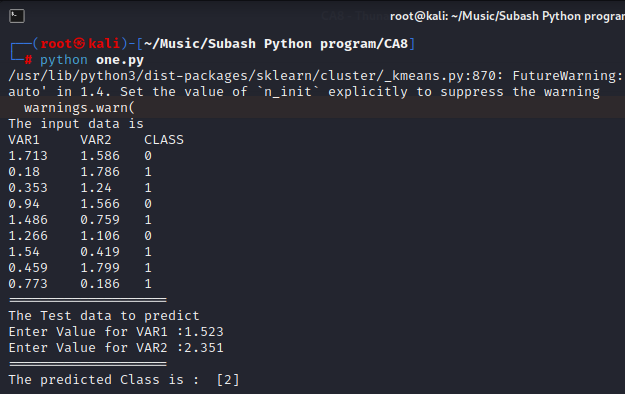 root@kali: ~/Music/Subash Python program
┌──(root㉿kali)-[~/Music/Subash Python program/CA8]
└─# python one.py
/usr/lib/python3/dist-packages/sklearn/cluster/_kmeans.py:870: FutureWarning:
auto' in 1.4. Set the value of `n_init` explicitly to suppress the warning
warnings.warn(
The input data is
VAR1 VAR2 CLASS
1.713 1.586 0
0.18 1.786 1
0.353 1.24 1
0.94 1.566 0
1.486 0.759 1
1.266 1.106 0
1.54 0.419 1
0.459 1.799 1
0.773 0.186 1
====================
The Test data to predict
Enter Value for VAR1 :1.523
Enter Value for VAR2 :2.351
====================
The predicted Class is : [2]